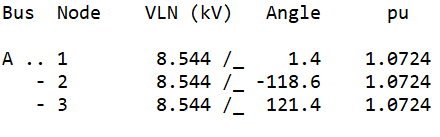 Bus  Node    VLN (kV)   Angle      pu
A .. 1       8.544 /_    1.4   1.0724
   - 2       8.544 /_ -118.6   1.0724
   - 3       8.544 /_  121.4   1.0724